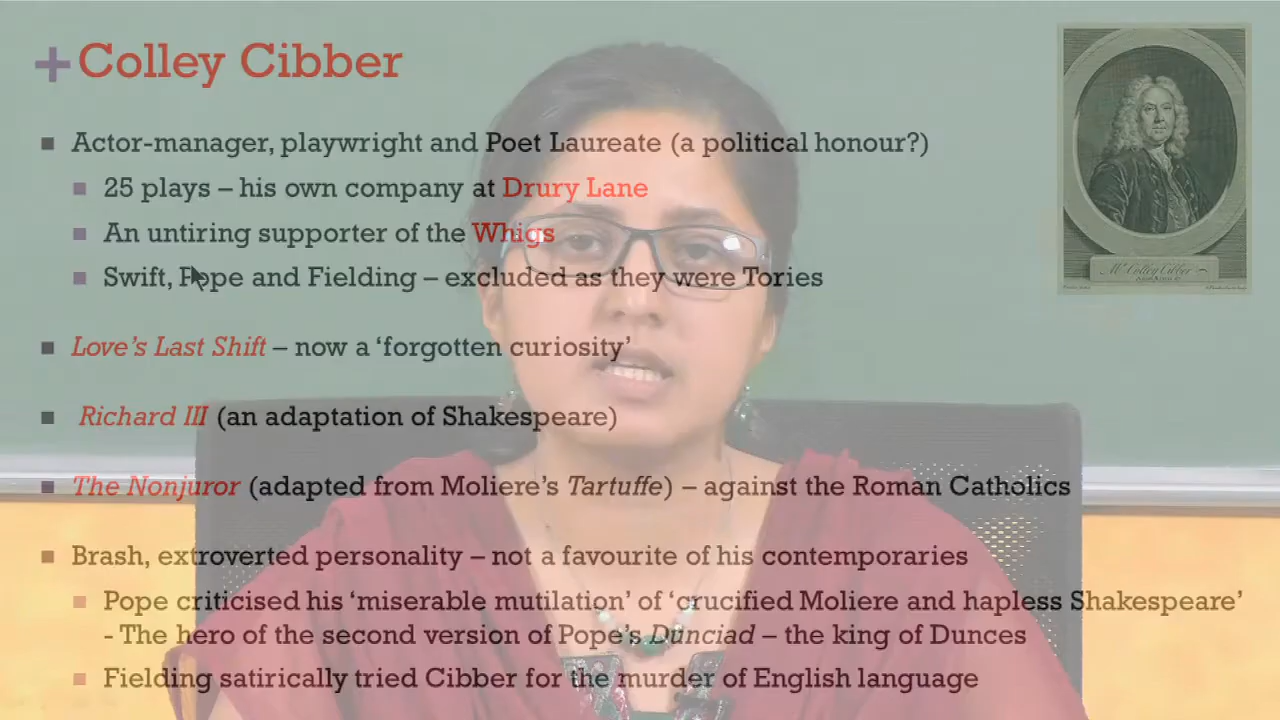 Colley Cibber
Actor-manager, playwright and Poet Laureate (a political honour?)
25 plays – his own company at Drury Lane
An untiring supporter of the Whigs
Swift, Pope and Fielding – excluded as they were Tories
Love's Last Shift – now a 'forgotten curiosity'
Richard III (an adaptation of Shakespeare)
The Nonjuror (adapted from Moliere's Tartuffe) – against the Roman Catholics
Brash, extroverted personality – not a favourite of his contemporaries
Pope criticised his 'miserable mutilation' of 'crucified Moliere and hapless Shakespeare'
- The hero of the second version of Pope's Dunciad – the king of Dunces
Fielding satirically tried Cibber for the murder of English language
Mr. Colley Cibber